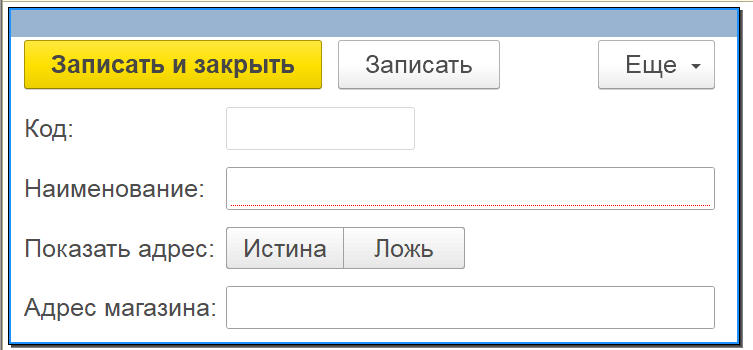 Записать и закрыть Записать Еще
Код:
Наименование:
Показать адрес: Истина Ложь
Адрес магазина: